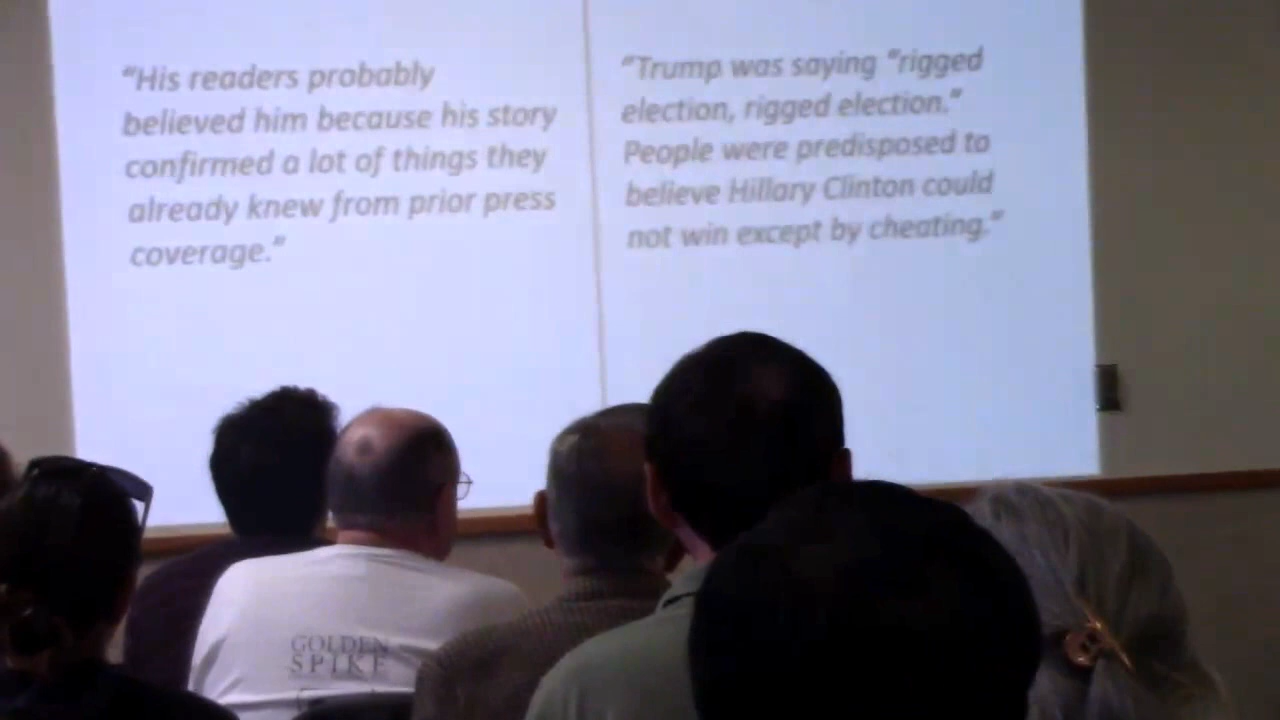 “His readers probably
believed him because his story
confirmed a lot of things they
already knew from prior press
coverage.”
“Trump was saying “rigged
election, rigged election.”
People were predisposed to
believe Hillary Clinton could
not win except by cheating.”
GOLDEN
SPIKE